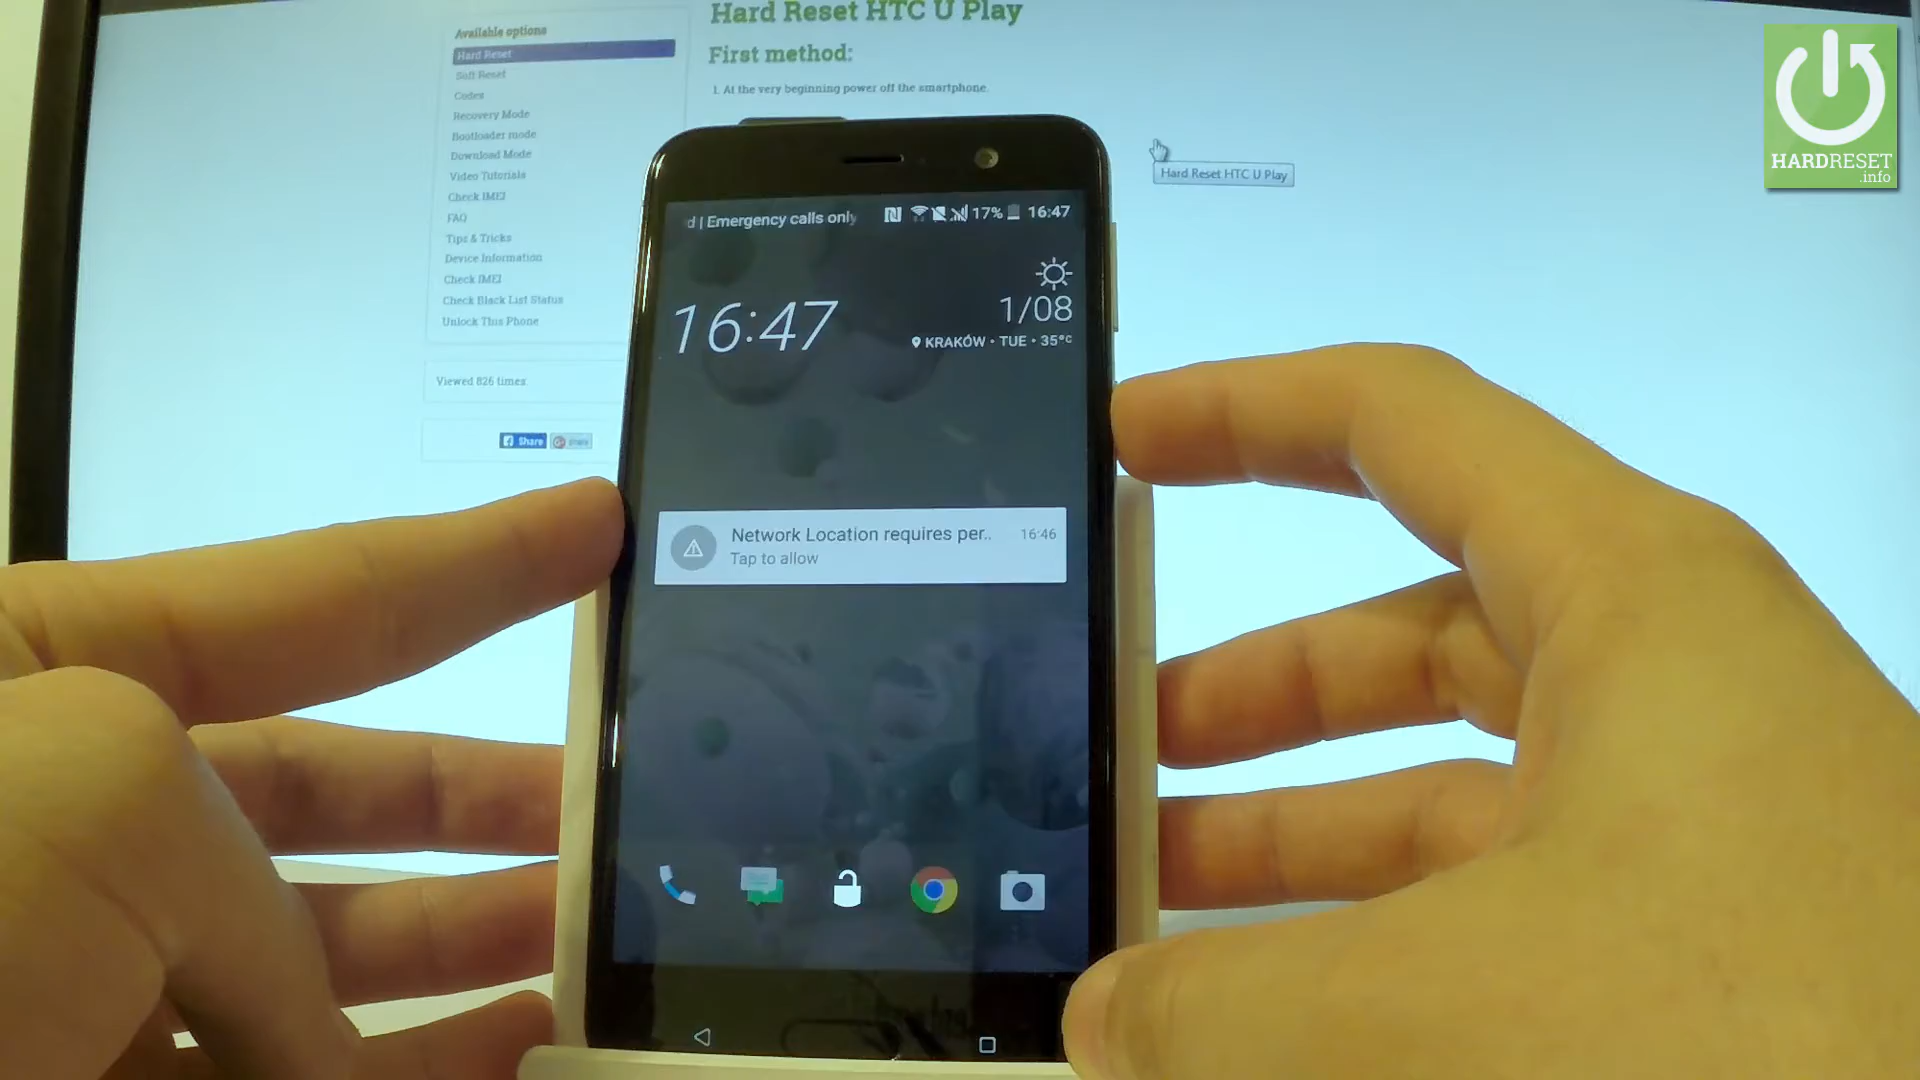 Hard Reset HTC U Play
First method:
1. At the very beginning power off the smartphone.
Available options
Hard Reset
Soft Reset
Codes
Recovery Mode
Bootloader mode
Download Mode
Video Tutorials
Check IMEI
FAQ
Tips & Tricks
Device Information
Check IMEI
Check Black List Status
Unlock This Phone
Viewed 826 times
Share
share
Hard Reset HTC U Play
HARDRESET
.info
d | Emergency calls only
17% 16:47
16:47
1/08
KRAKÓW • TUE • 35°C
Network Location requires per.. 16:46
Tap to allow